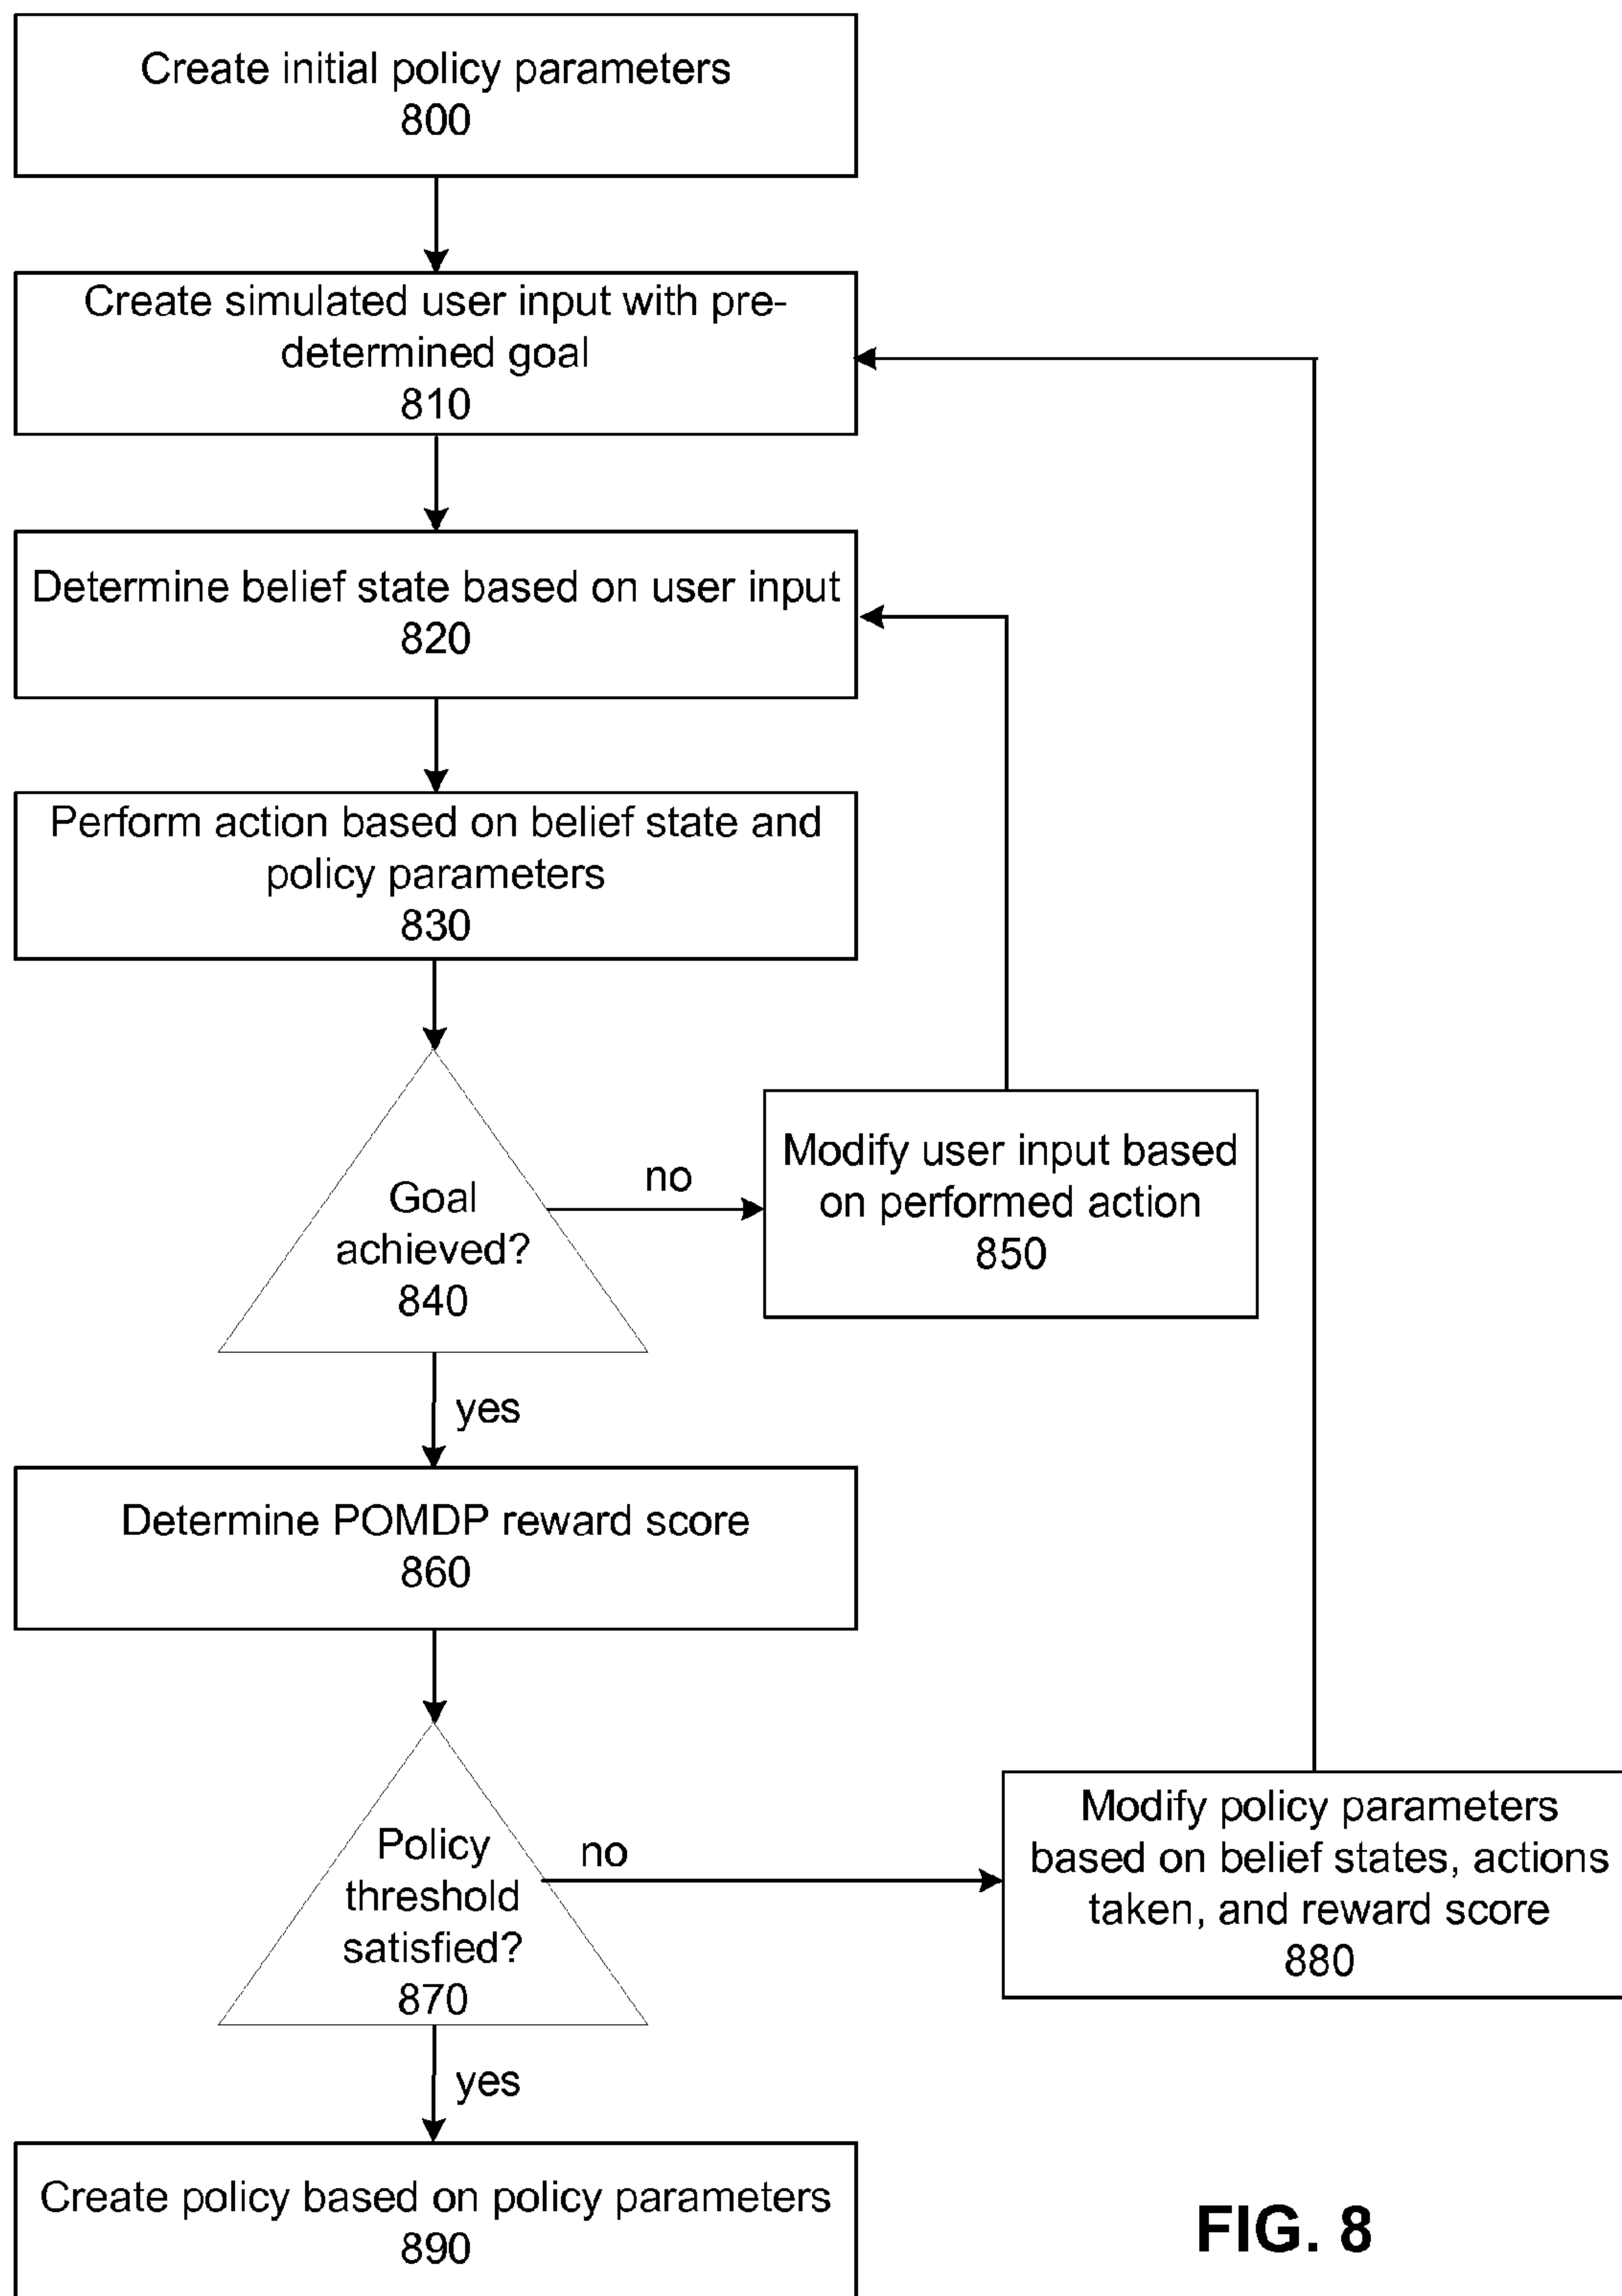 Create initial policy parameters
800
Create simulated user input with pre-
determined goal
810
Determine belief state based on user input
820
Perform action based on belief state and
policy parameters
830
Goal
achieved?
840
no
Modify user input based
on performed action
850
yes
Determine POMDP reward score
860
Policy
threshold
satisfied?
870
no
Modify policy parameters
based on belief states, actions
taken, and reward score
880
yes
Create policy based on policy parameters
890
FIG. 8